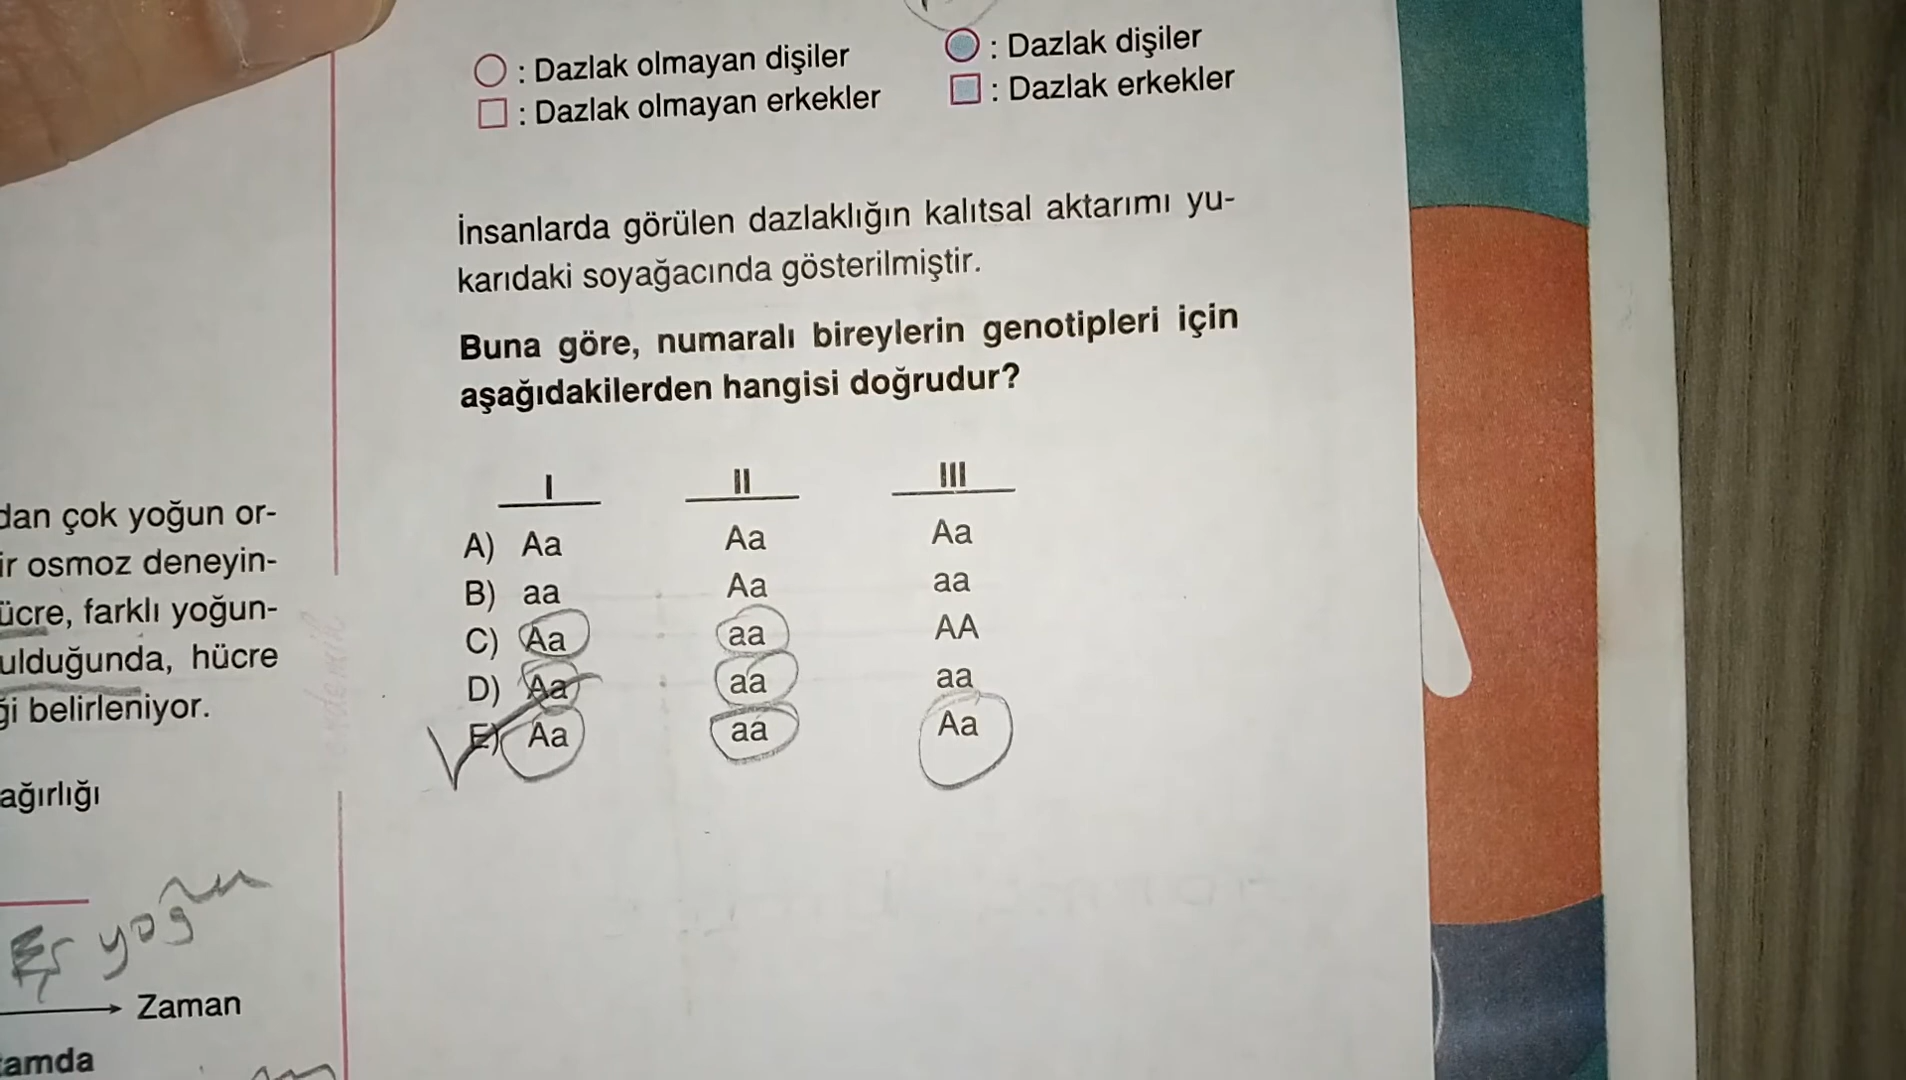 : Dazlak olmayan dişiler
: Dazlak dişiler
: Dazlak olmayan erkekler
: Dazlak erkekler
İnsanlarda görülen dazlaklığın kalıtsal aktarımı yu-
karıdaki soyağacında gösterilmiştir.
Buna göre, numaralı bireylerin genotipleri için
aşağıdakilerden hangisi doğrudur?
I II III
A) Aa Aa Aa
B) aa Aa aa
C) Aa aa AA
D) Aa aa aa
E) Aa aa Aa
dan çok yoğun or-
ir osmoz deneyin-
ücre, farklı yoğun-
ulduğunda, hücre
ği belirleniyor.
ağırlığı
yoğun
Zaman
tamda